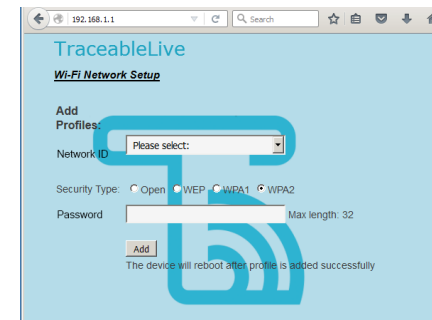 192.168.1.1
Search
TraceableLive
Wi-Fi Network Setup
Add
Profiles:
Network ID
Please select:
Security Type: Open WEP WPA1 WPA2
Password Max length: 32
Add
The device will reboot after profile is added successfully